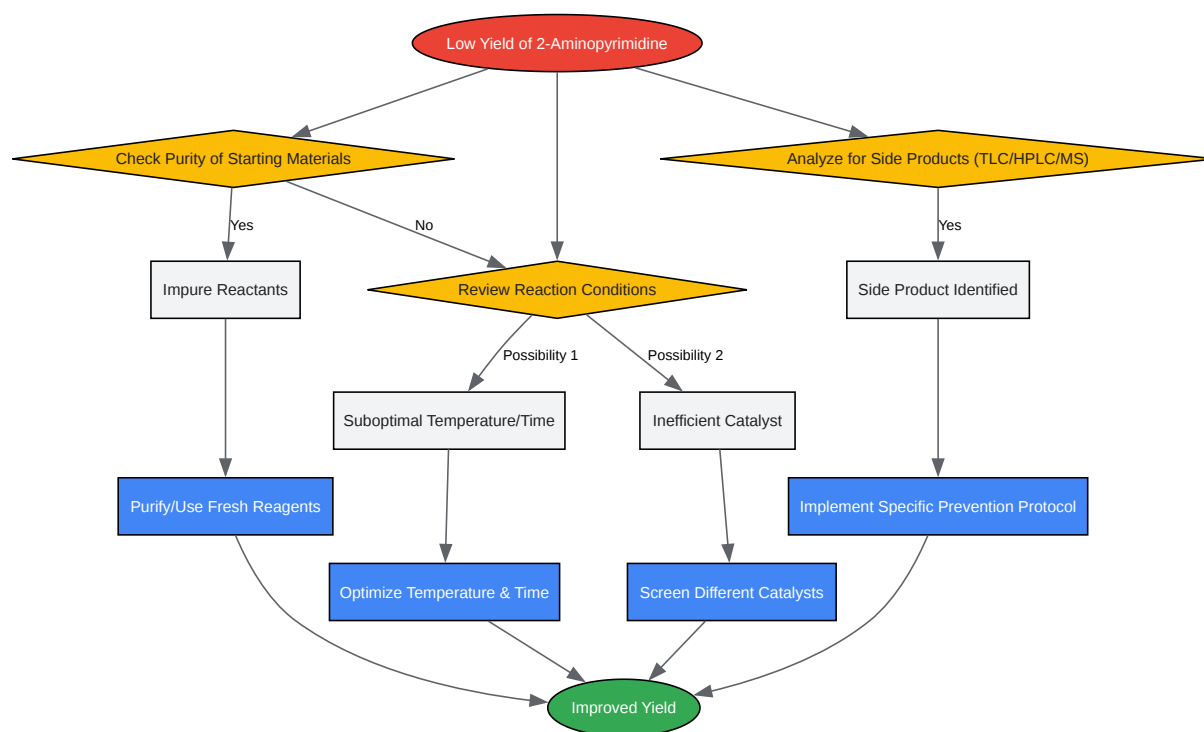 Low Yield of 2-Aminopyrimidine
Check Purity of Starting Materials
Analyze for Side Products (TLC/HPLC/MS)
Yes
No
Yes
Impure Reactants
Review Reaction Conditions
Side Product Identified
Possibility 1
Possibility 2
Suboptimal Temperature/Time
Inefficient Catalyst
Purify/Use Fresh Reagents
Implement Specific Prevention Protocol
Optimize Temperature & Time
Screen Different Catalysts
Improved Yield